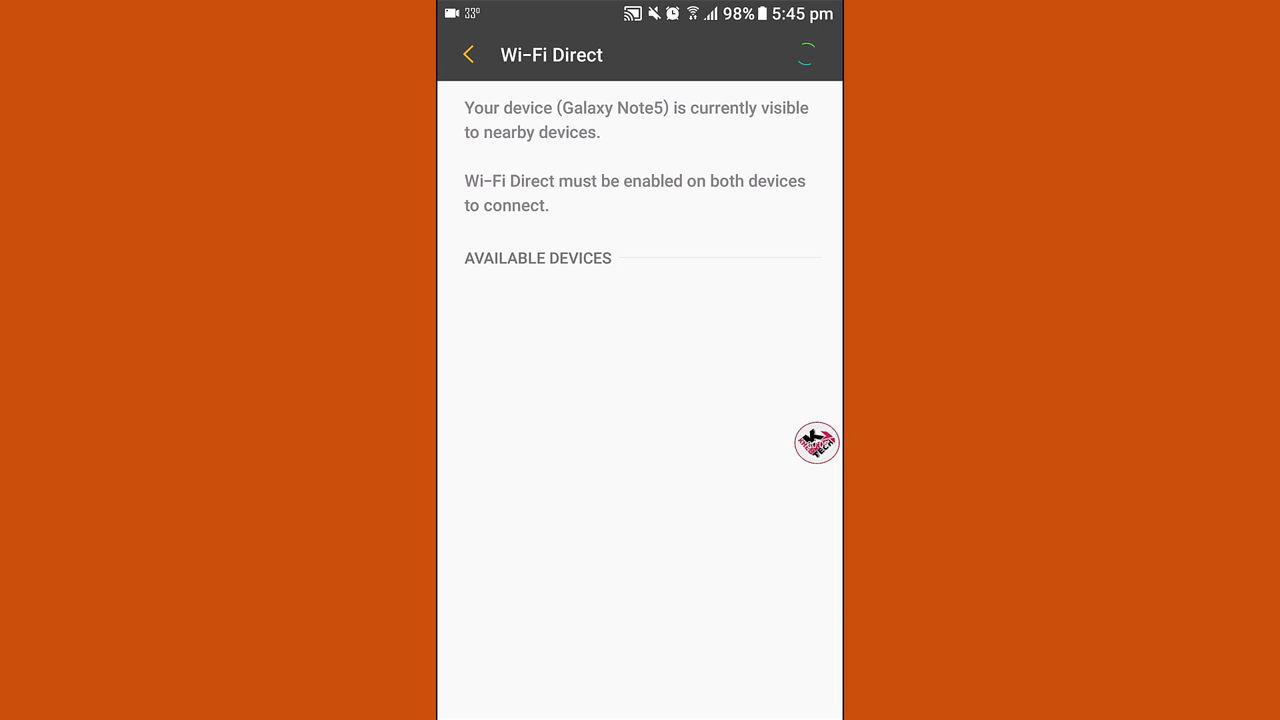 33°
98% 5:45 pm
Wi-Fi Direct
Your device (Galaxy Note5) is currently visible
to nearby devices.
Wi-Fi Direct must be enabled on both devices
to connect.
AVAILABLE DEVICES
TECH